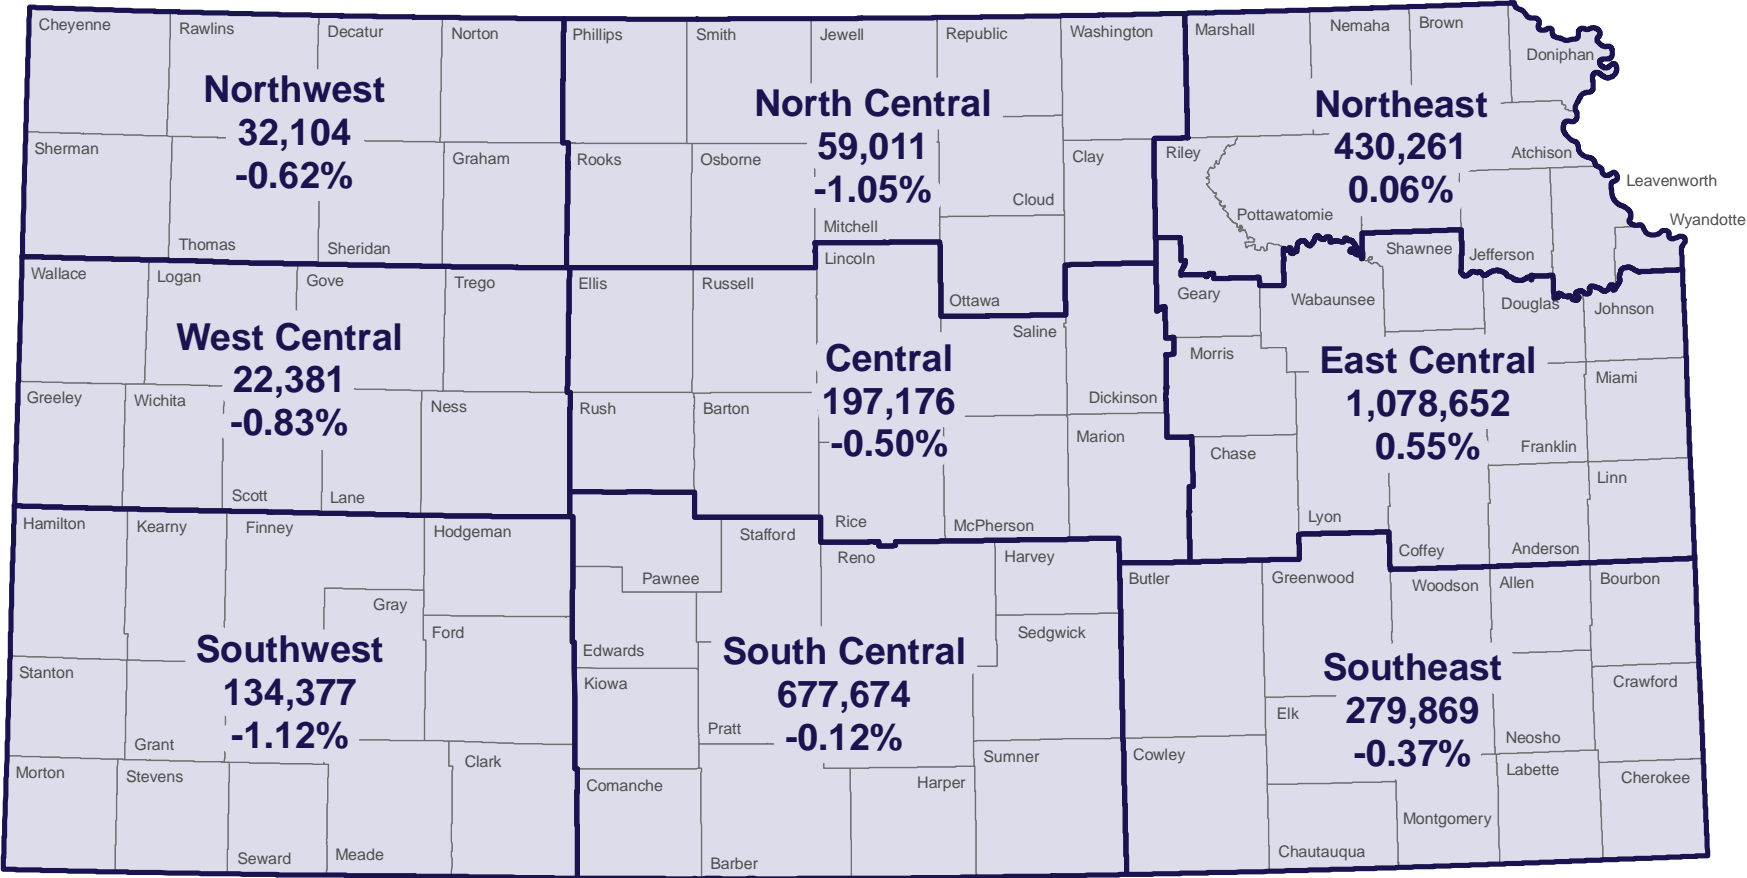 Cheyenne
Rawlins
Decatur
Norton
Phillips
Smith
Jewell
Republic
Washington
Marshall
Nemaha
Brown
Doniphan
Northwest
32,104
-0.62%
North Central
59,011
-1.05%
Northeast
430,261
0.06%
Sherman
Graham
Rooks
Osborne
Clay
Riley
Atchison
Leavenworth
Wyandotte
Cloud
Pottawatomie
Mitchell
Thomas
Sheridan
Shawnee
Jefferson
Lincoln
Wallace
Logan
Gove
Trego
Ellis
Russell
Ottawa
Geary
Wabaunsee
Douglas
Johnson
Saline
West Central
22,381
-0.83%
Central
197,176
-0.50%
East Central
1,078,652
0.55%
Morris
Miami
Greeley
Wichita
Ness
Rush
Barton
Dickinson
Marion
Chase
Franklin
Linn
Scott
Lane
Rice
McPherson
Lyon
Coffey
Anderson
Hamilton
Kearny
Finney
Hodgeman
Stafford
Reno
Harvey
Pawnee
Butler
Greenwood
Woodson
Allen
Bourbon
Gray
Ford
Sedgwick
Edwards
Southwest
134,377
-1.12%
South Central
677,674
-0.12%
Southeast
279,869
-0.37%
Stanton
Kiowa
Crawford
Elk
Pratt
Grant
Neosho
Clark
Sumner
Cowley
Morton
Stevens
Comanche
Harper
Labette
Cherokee
Montgomery
Seward
Meade
Barber
Chautauqua